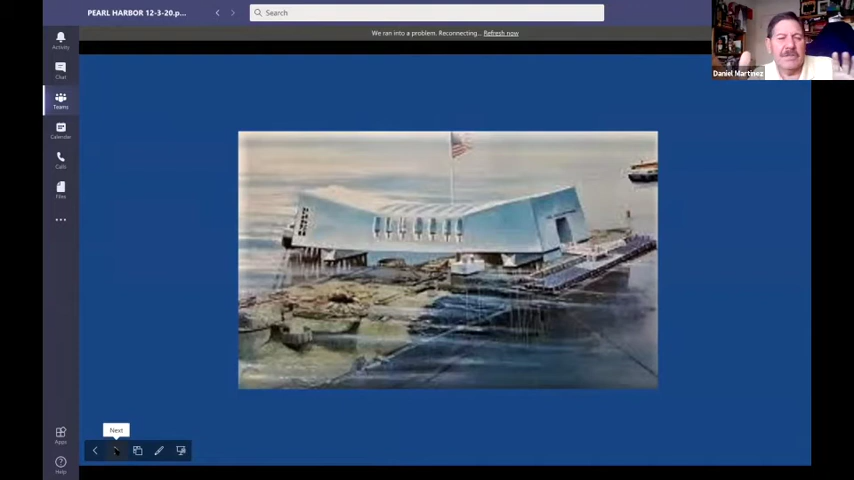 PEARL HARBOR 12-3-20.p...
Search
We ran into a problem. Reconnecting... Refresh now
Daniel Martinez
Activity
Chat
Teams
Calendar
Calls
Files
Apps
Help
Next